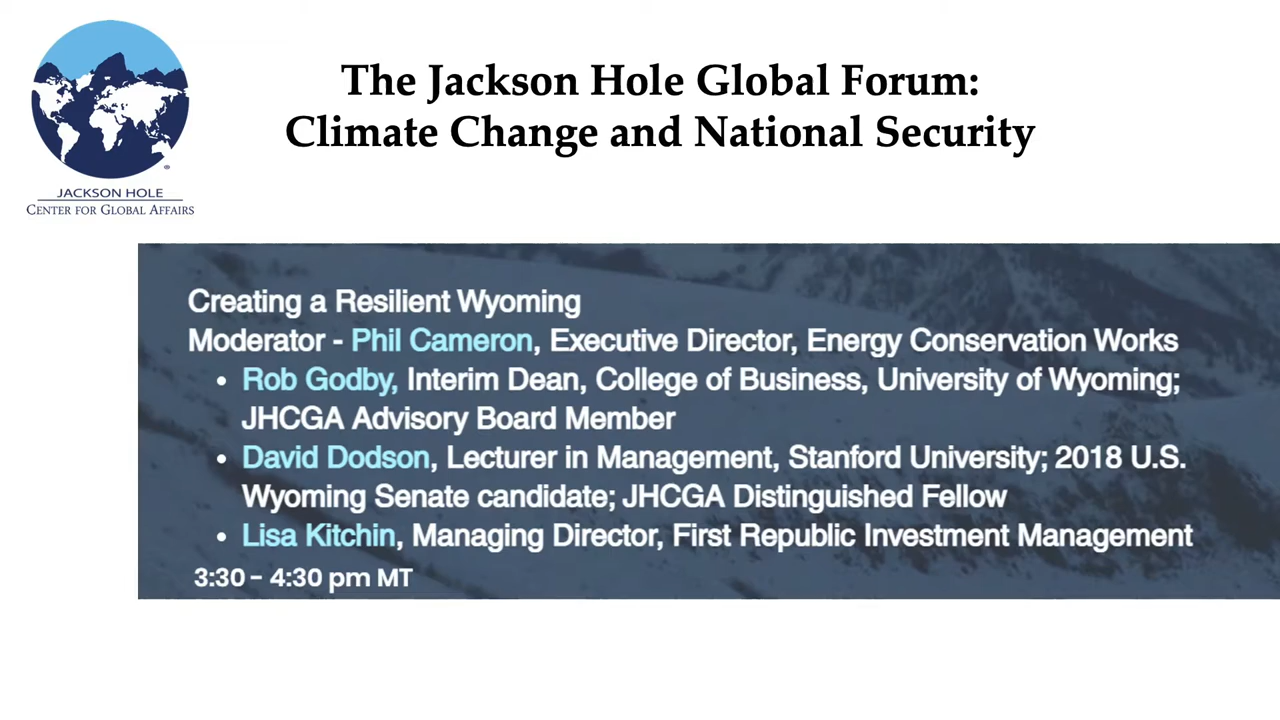 The Jackson Hole Global Forum:
Climate Change and National Security
JACKSON HOLE
CENTER FOR GLOBAL AFFAIRS
Creating a Resilient Wyoming
Moderator - Phil Cameron, Executive Director, Energy Conservation Works
• Rob Godby, Interim Dean, College of Business, University of Wyoming;
JHCGA Advisory Board Member
• David Dodson, Lecturer in Management, Stanford University; 2018 U.S.
Wyoming Senate candidate; JHCGA Distinguished Fellow
• Lisa Kitchin, Managing Director, First Republic Investment Management
3:30 - 4:30 pm MT